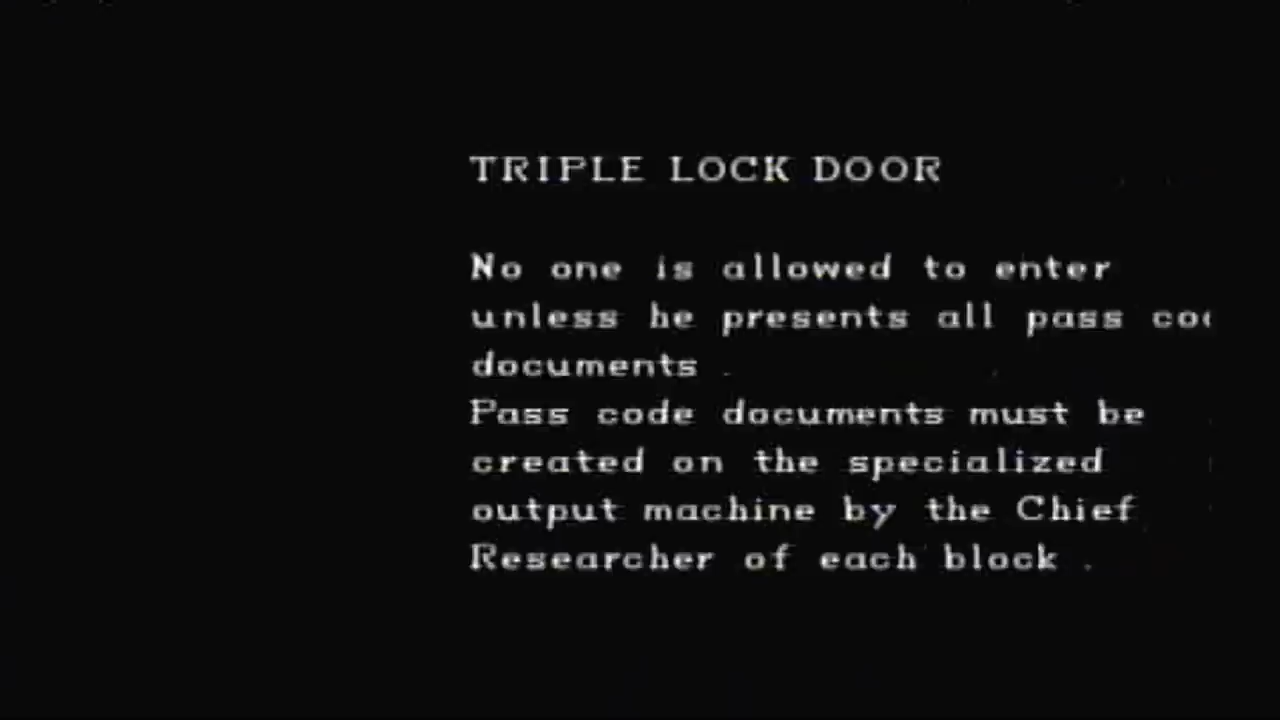 TRIPLE LOCK DOOR
No one is allowed to enter
unless he presents all pass
documents .
Pass code documents must be
created on the specialized
output machine by the Chief
Researcher of each block .